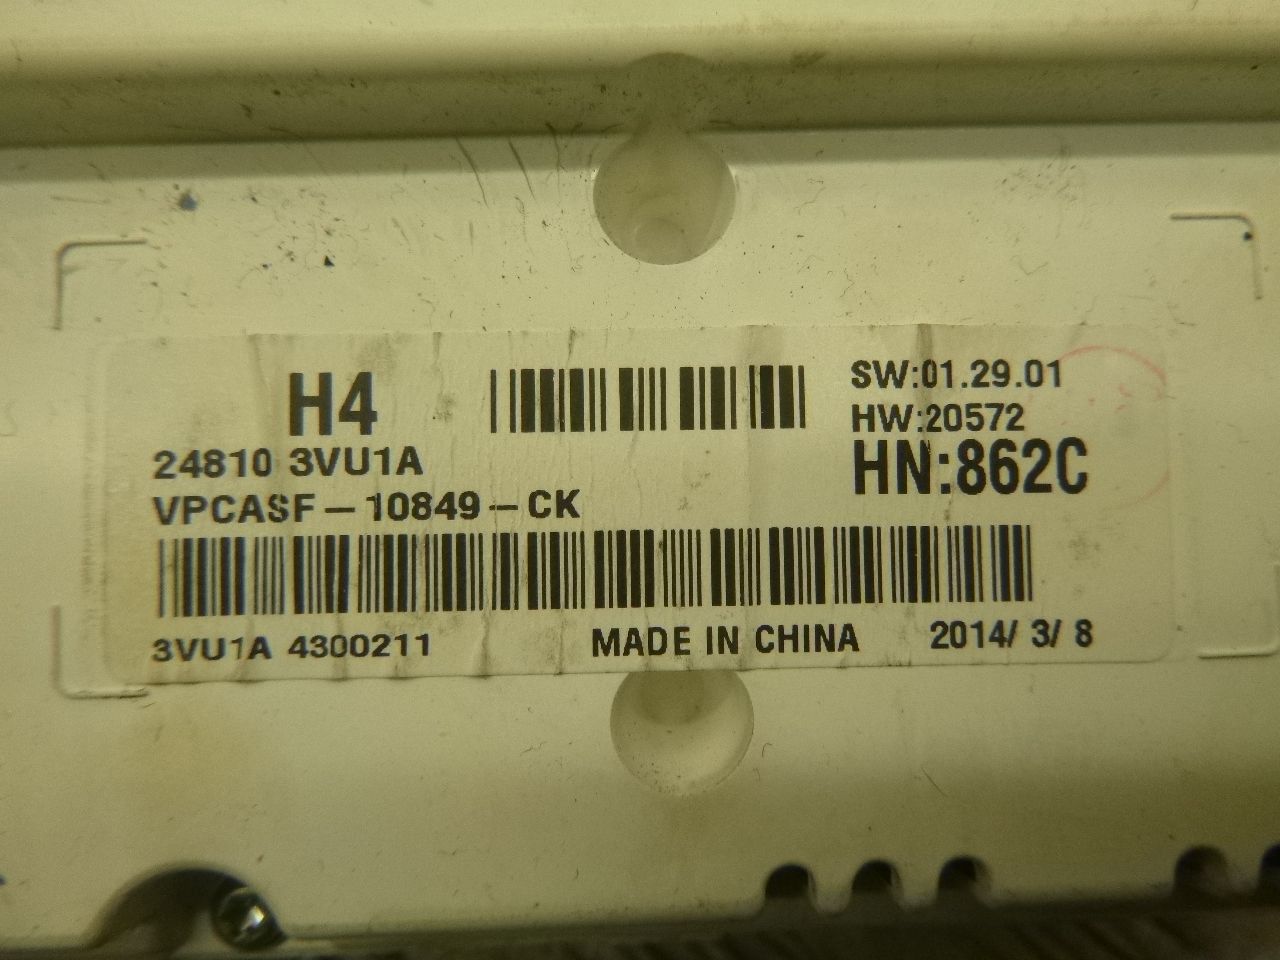 H4
SW:01.29.01
HW:20572
24810 3VU1A
HN:862C
VPCASF-10849-CK
3VU1A 4300211
MADE IN CHINA
2014/ 3/ 8